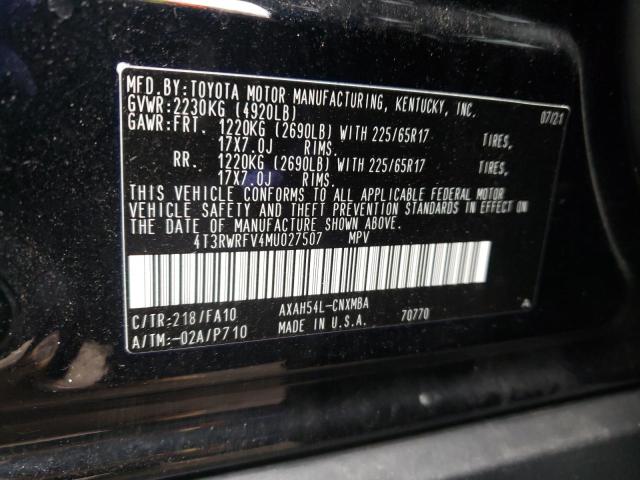 MFD.BY:TOYOTA MOTOR MANUFACTURING, KENTUCKY, INC.
GVWR:2230KG (4920LB) 07/21
GAWR:FRT. 1220KG (2690LB) WITH 225/65R17 TIRES,
17X7.0J RIMS.
RR. 1220KG (2690LB) WITH 225/65R17 TIRES,
17X7.0J RIMS.
THIS VEHICLE CONFORMS TO ALL APPLICABLE FEDERAL MOTOR
VEHICLE SAFETY AND THEFT PREVENTION STANDARDS IN EFFECT ON
THE DATE OF MANUFACTURE SHOWN ABOVE.
4T3RWRFV4MU027507 MPV
C/TR:218/FA10 AXAH54L-CNXMBA
A/TM:-02A/P710 MADE IN U.S.A. 70770